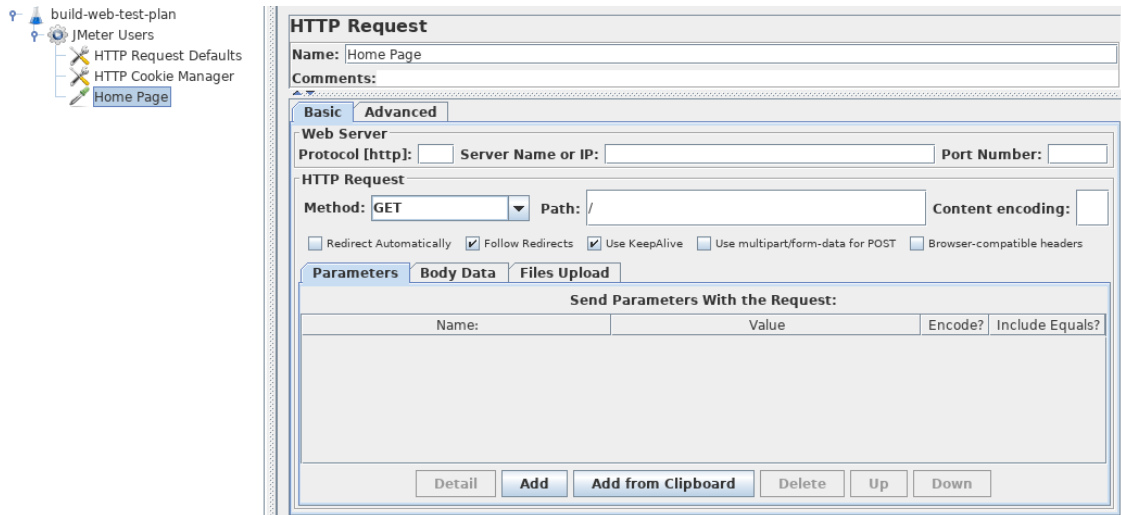 build-web-test-plan
JMeter Users
HTTP Request Defaults
HTTP Cookie Manager
Home Page
HTTP Request
Name: Home Page
Comments:
Basic Advanced
Web Server
Protocol [http]: Server Name or IP: Port Number:
HTTP Request
Method: GET Path: / Content encoding:
Redirect Automatically Follow Redirects Use KeepAlive Use multipart/form-data for POST Browser-compatible headers
Parameters Body Data Files Upload
Send Parameters With the Request:
Name: Value Encode? Include Equals?
Detail Add Add from Clipboard Delete Up Down